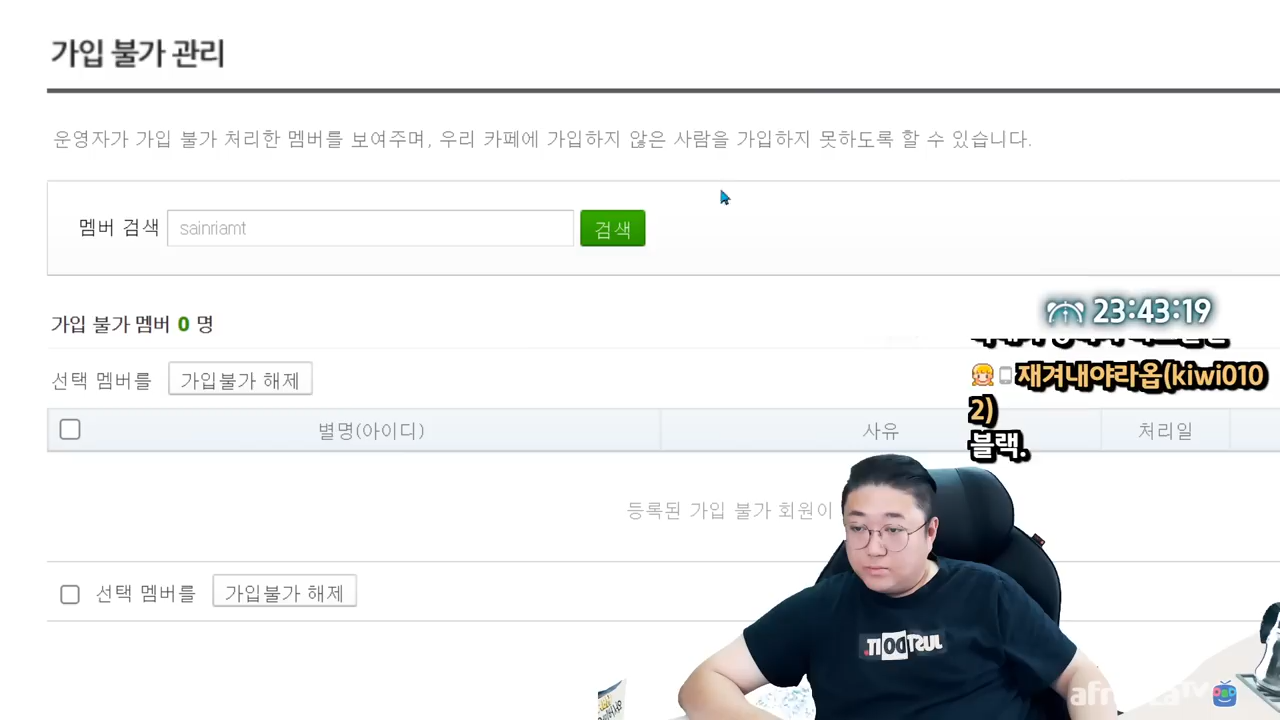 가입 불가 관리
운영자가 가입 불가 처리한 멤버를 보여주며, 우리 카페에 가입하지 않은 사람을 가입하지 못하도록 할 수 있습니다.
멤버 검색 sainriamt 검색
가입 불가 멤버 0 명
23:43:19
재겨내야라옵(kiwi010
2)
블랙.
선택 멤버를 가입불가 해제
별명(아이디) 사유 처리일
등록된 가입 불가 회원이
선택 멤버를 가입불가 해제
JUST DO IT.